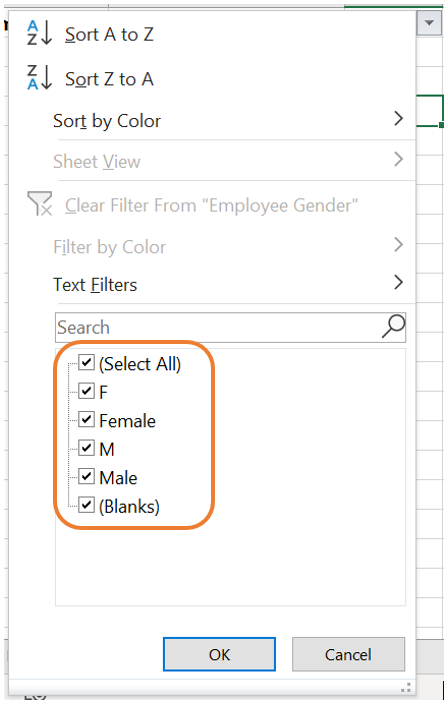 Sort A to Z
Sort Z to A
Sort by Color
Sheet View
Clear Filter From "Employee Gender"
Filter by Color
Text Filters
Search
(Select All)
F
Female
M
Male
(Blanks)
OK
Cancel